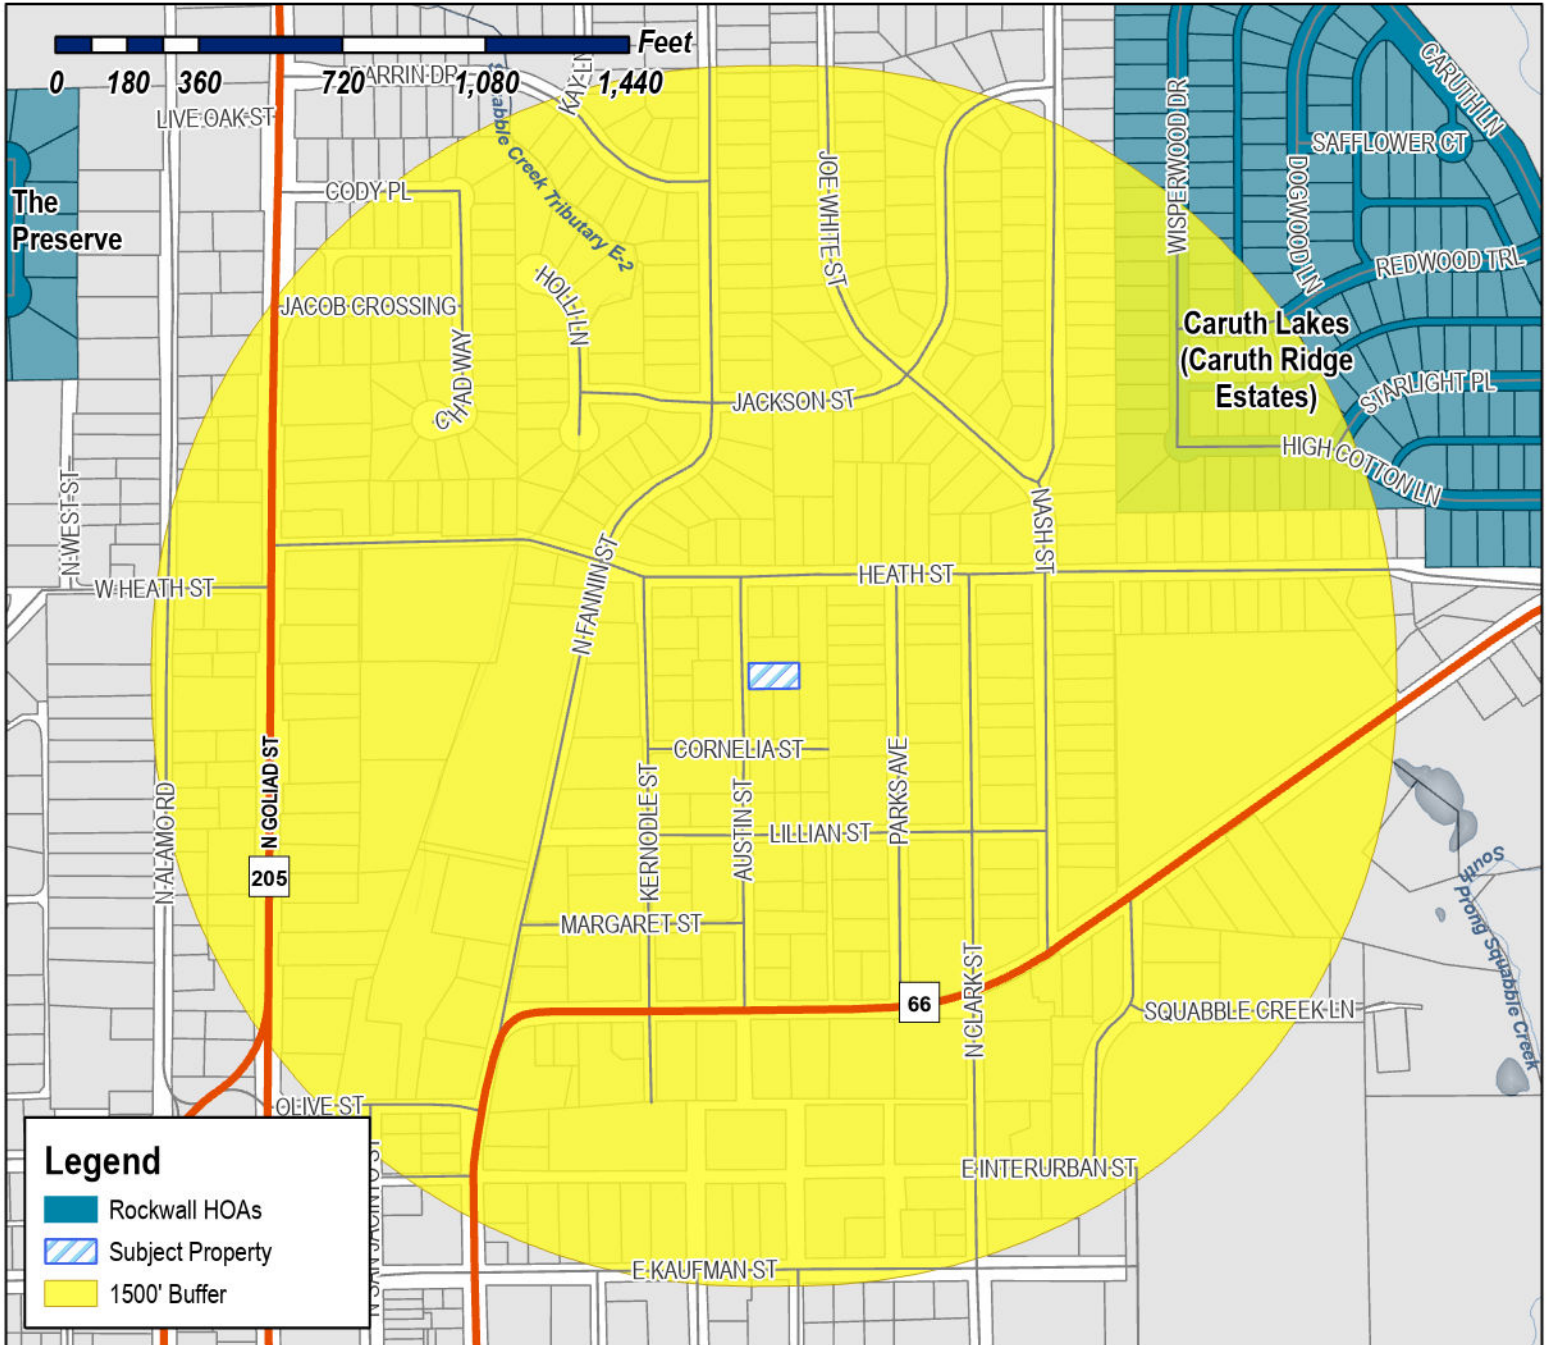 Feet
0 180 360 720 1,080 1,440
LIVE OAK ST
KAY LN
CARUTH LN
WISPERWOOD DR
SAFFLOWER CT
DOGWOOD LN
JOE WHITE ST
CODY PL
Creek Tributary E-2
The
Preserve
REDWOOD TRL
JACOB CROSSING
HOLLI LN
CHAD WAY
Caruth Lakes
(Caruth Ridge
Estates)
STARLIGHT PL
JACKSON ST
HIGH COTTON LN
N WEST ST
NASH ST
W HEATH ST
N FANNIN ST
HEATH ST
N GOLIAD ST
CORNELIA ST
KERNODLE ST
AUSTIN ST
PARKS AVE
LILLIAN ST
N ALAMO RD
205
MARGARET ST
South Prong Squabble Creek
66
N CLARK ST
SQUABBLE CREEK LN
OLIVE ST
N SAN JACINTO ST
E INTERURBAN ST
E KAUFMAN ST
Legend
Rockwall HOAs
Subject Property
1500' Buffer